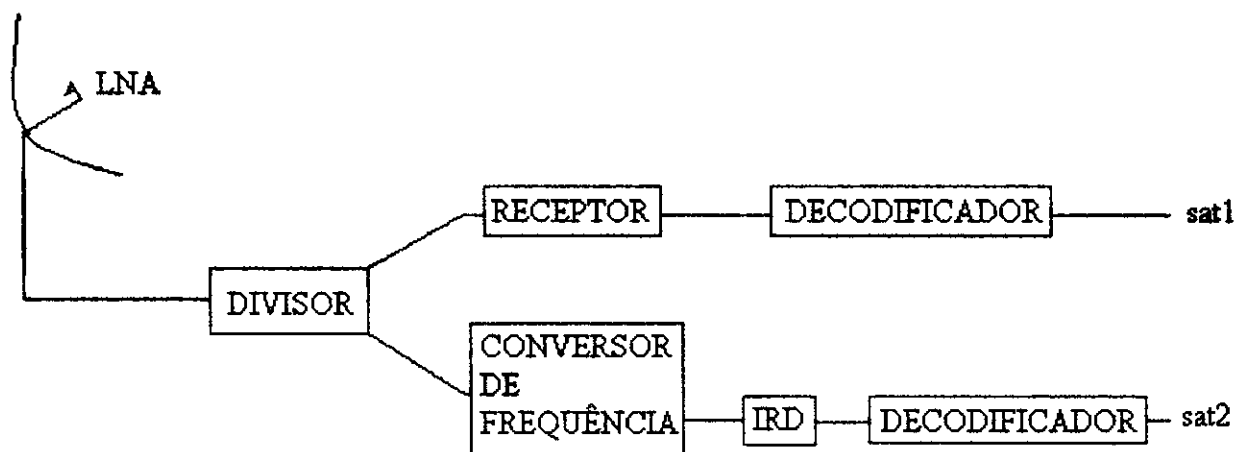 LNA
RECEPTOR
DECODIFICADOR
sat1
DIVISOR
CONVERSOR
DE
FREQUÊNCIA
IRD
DECODIFICADOR
sat2